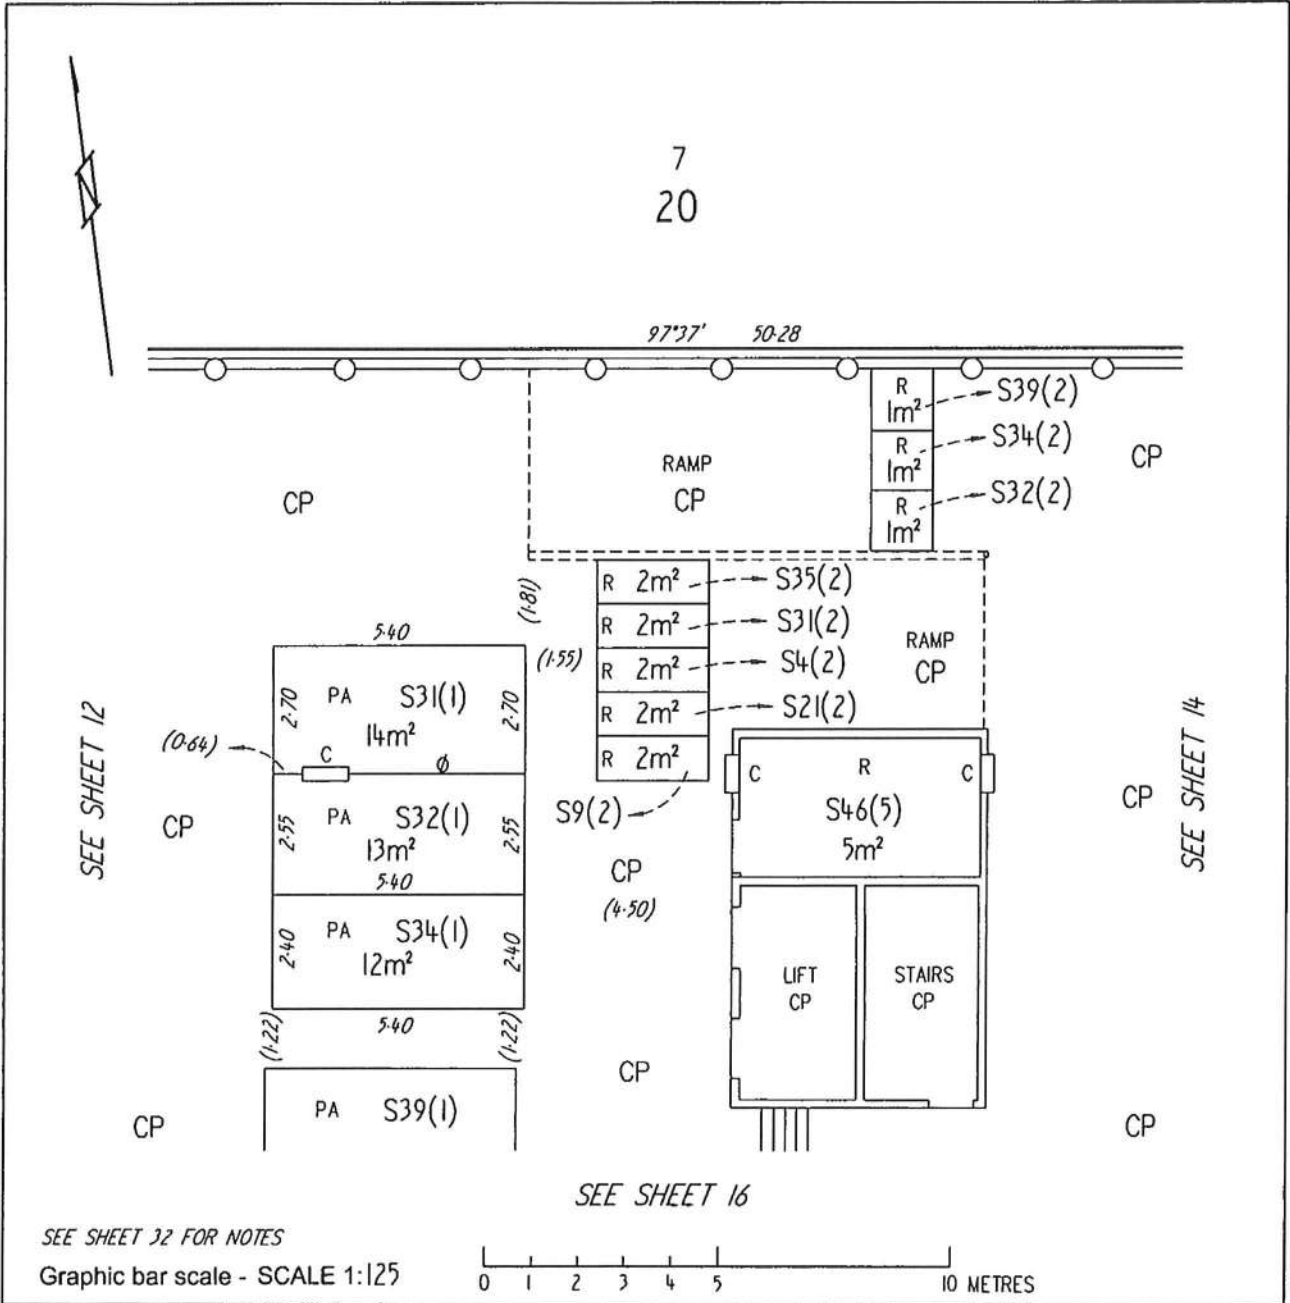 7
20
97°37' 50·28
R
1m²
S39(2)
R
1m²
S34(2)
R
1m²
S32(2)
CP
RAMP
CP
CP
R 2m² S35(2)
R 2m² S31(2)
R 2m² S4(2)
R 2m² S21(2)
R 2m²
S9(2)
(1·81)
(1·55)
RAMP
CP
5·40
2·70
PA S31(1)
14m²
2·70
(0·64)
C
φ
2·55
PA S32(1)
13m²
2·55
5·40
2·40
PA S34(1)
12m²
2·40
(1·22)
5·40
(1·22)
PA S39(1)
SEE SHEET 12
CP
CP
(4·50)
C R C
S46(5)
5m²
LIFT
CP
STAIRS
CP
CP
SEE SHEET 14
CP
CP
CP
SEE SHEET 16
SEE SHEET 32 FOR NOTES
Graphic bar scale - SCALE 1:125
0 1 2 3 4 5 10 METRES